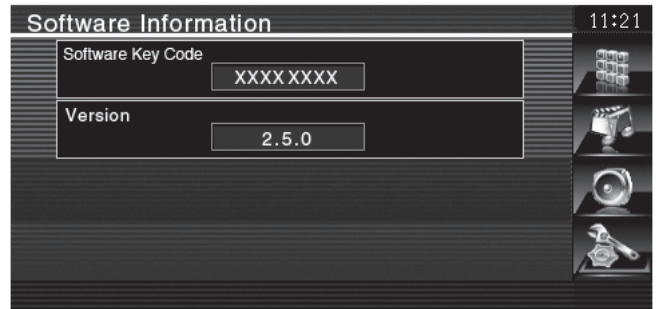 Software Information
11:21
Software Key Code
XXXX XXXX
Version
2.5.0